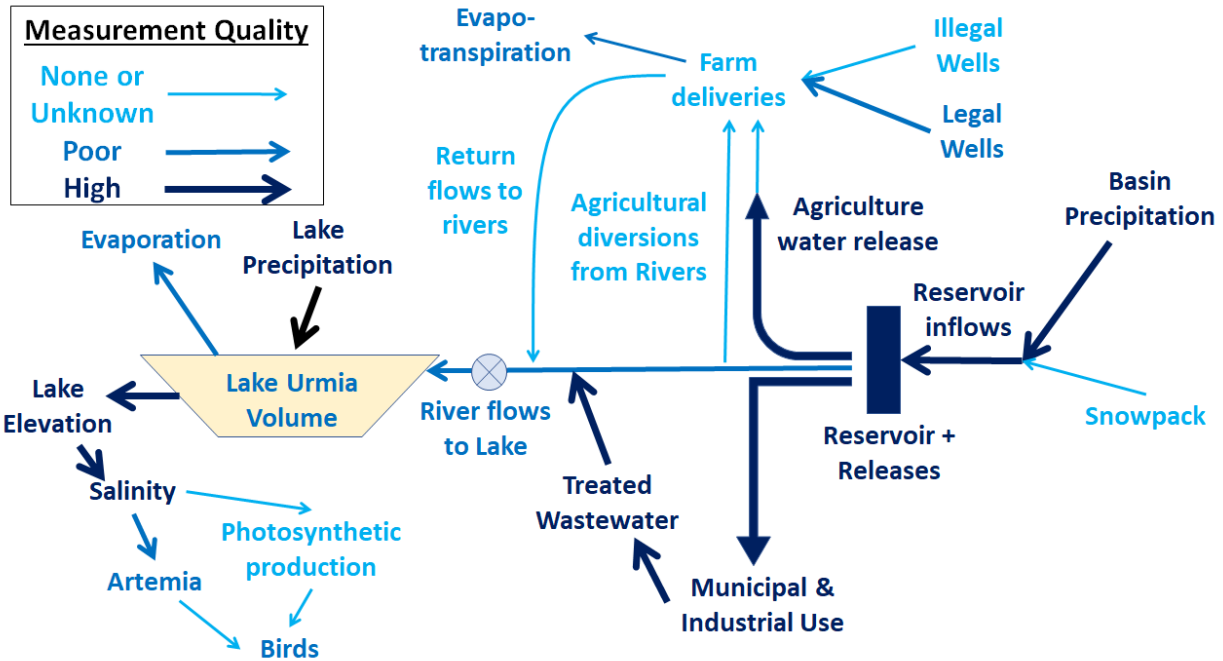 Measurement Quality
None or
Unknown
Poor
High
Evapo-
transpiration
Farm
deliveries
Illegal
Wells
Legal
Wells
Return
flows to
rivers
Agricultural
diversions
from Rivers
Agriculture
water release
Basin
Precipitation
Evaporation
Lake
Precipitation
Reservoir
inflows
Lake
Elevation
Lake Urmia
Volume
River flows
to Lake
Reservoir +
Releases
Snowpack
Salinity
Treated
Wastewater
Photosynthetic
production
Artemia
Municipal &
Industrial Use
Birds